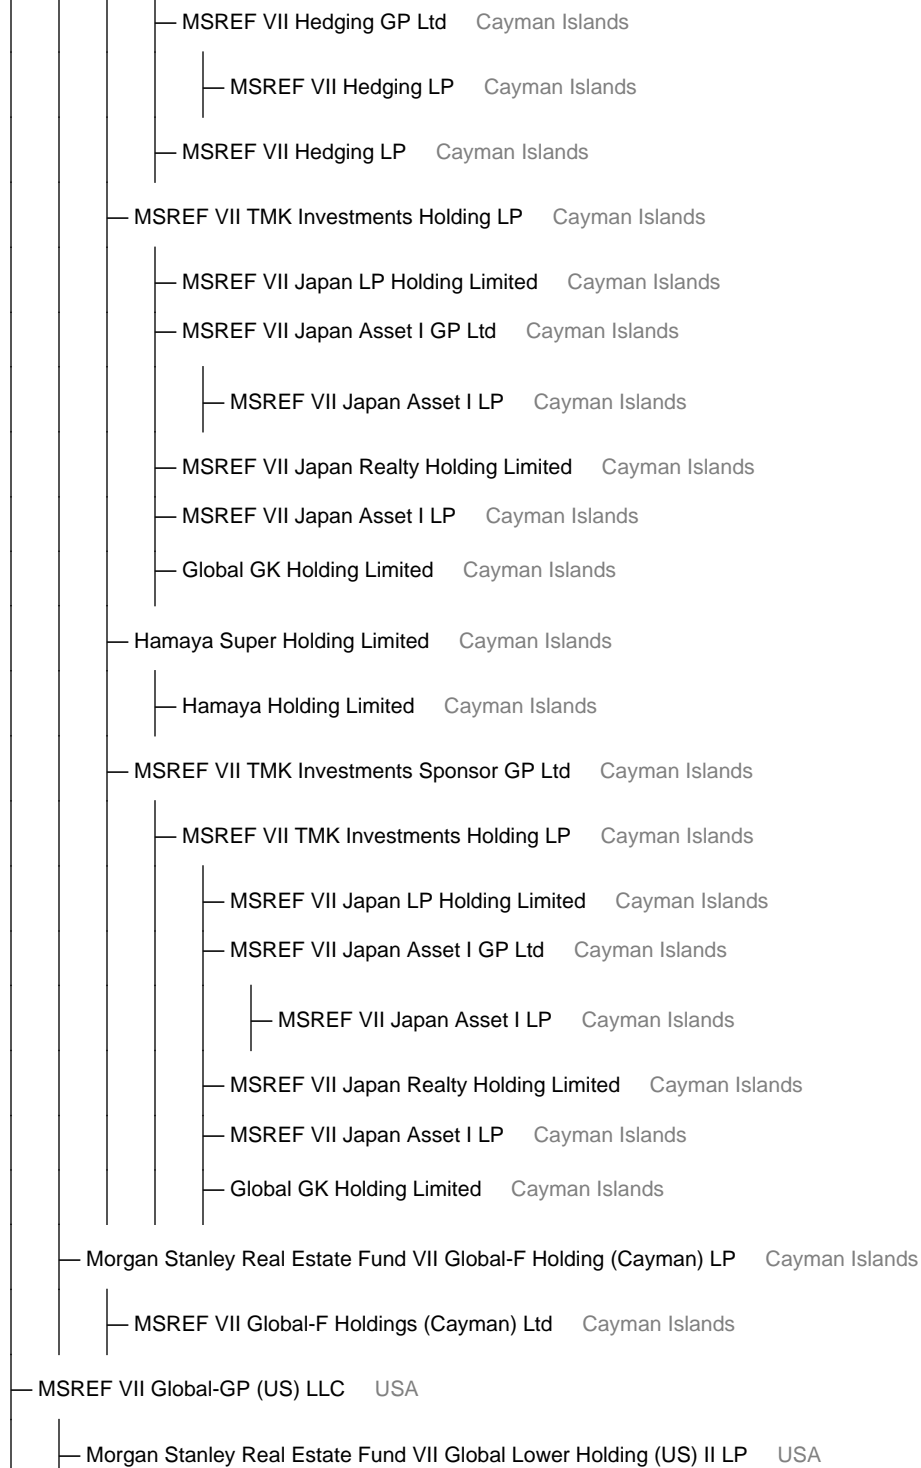 MSREF VII Hedging GP Ltd Cayman Islands
MSREF VII Hedging LP Cayman Islands
MSREF VII Hedging LP Cayman Islands
MSREF VII TMK Investments Holding LP Cayman Islands
MSREF VII Japan LP Holding Limited Cayman Islands
MSREF VII Japan Asset I GP Ltd Cayman Islands
MSREF VII Japan Asset I LP Cayman Islands
MSREF VII Japan Realty Holding Limited Cayman Islands
MSREF VII Japan Asset I LP Cayman Islands
Global GK Holding Limited Cayman Islands
Hamaya Super Holding Limited Cayman Islands
Hamaya Holding Limited Cayman Islands
MSREF VII TMK Investments Sponsor GP Ltd Cayman Islands
MSREF VII TMK Investments Holding LP Cayman Islands
MSREF VII Japan LP Holding Limited Cayman Islands
MSREF VII Japan Asset I GP Ltd Cayman Islands
MSREF VII Japan Asset I LP Cayman Islands
MSREF VII Japan Realty Holding Limited Cayman Islands
MSREF VII Japan Asset I LP Cayman Islands
Global GK Holding Limited Cayman Islands
Morgan Stanley Real Estate Fund VII Global-F Holding (Cayman) LP Cayman Islands
MSREF VII Global-F Holdings (Cayman) Ltd Cayman Islands
MSREF VII Global-GP (US) LLC USA
Morgan Stanley Real Estate Fund VII Global Lower Holding (US) II LP USA